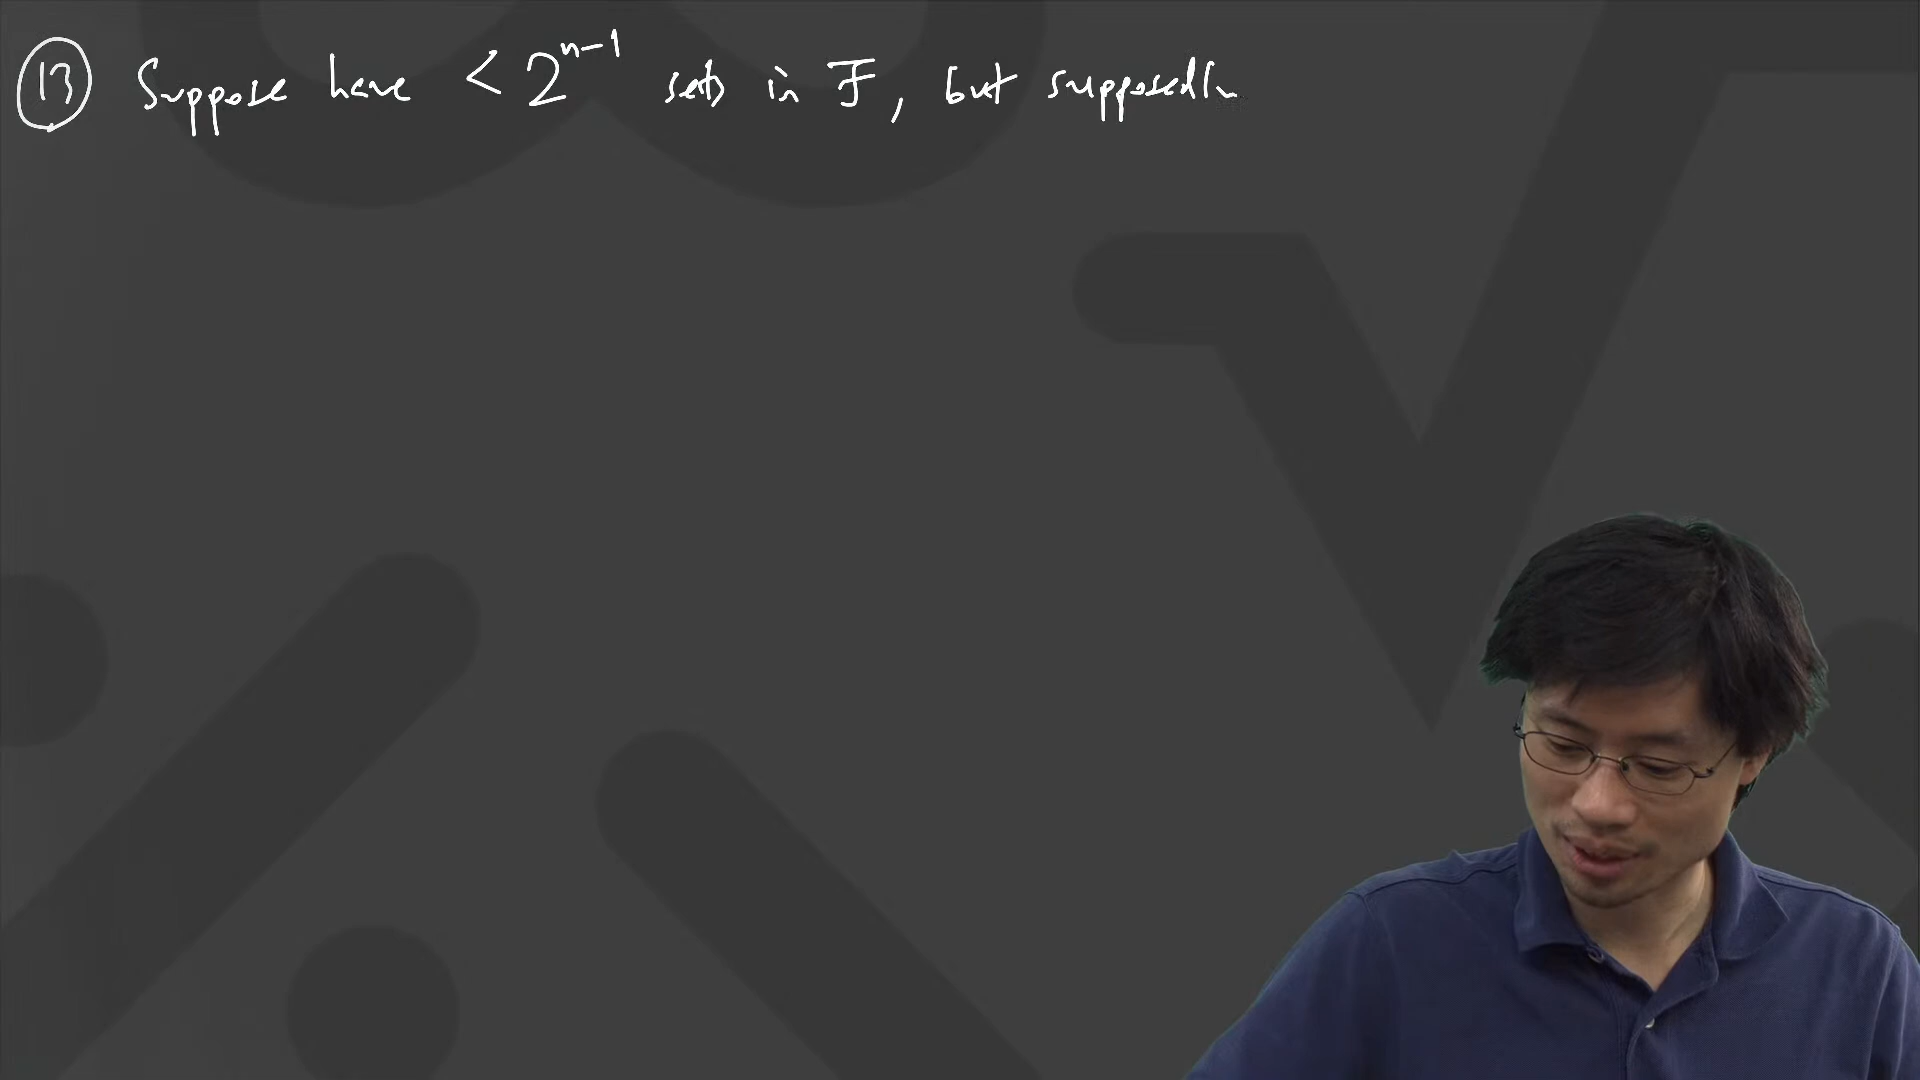 ⑬ Suppose have < 2^{n-1} sets in F, but supposedly